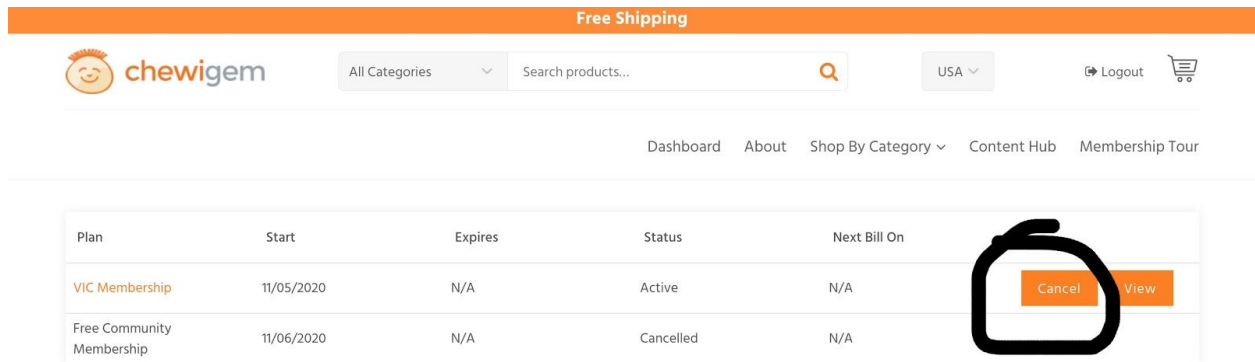 Free Shipping
chewigem All Categories Search products... USA Logout
Dashboard About Shop By Category Content Hub Membership Tour
Plan Start Expires Status Next Bill On
VIC Membership 11/05/2020 N/A Active N/A Cancel View
Free Community
Membership 11/06/2020 N/A Cancelled N/A